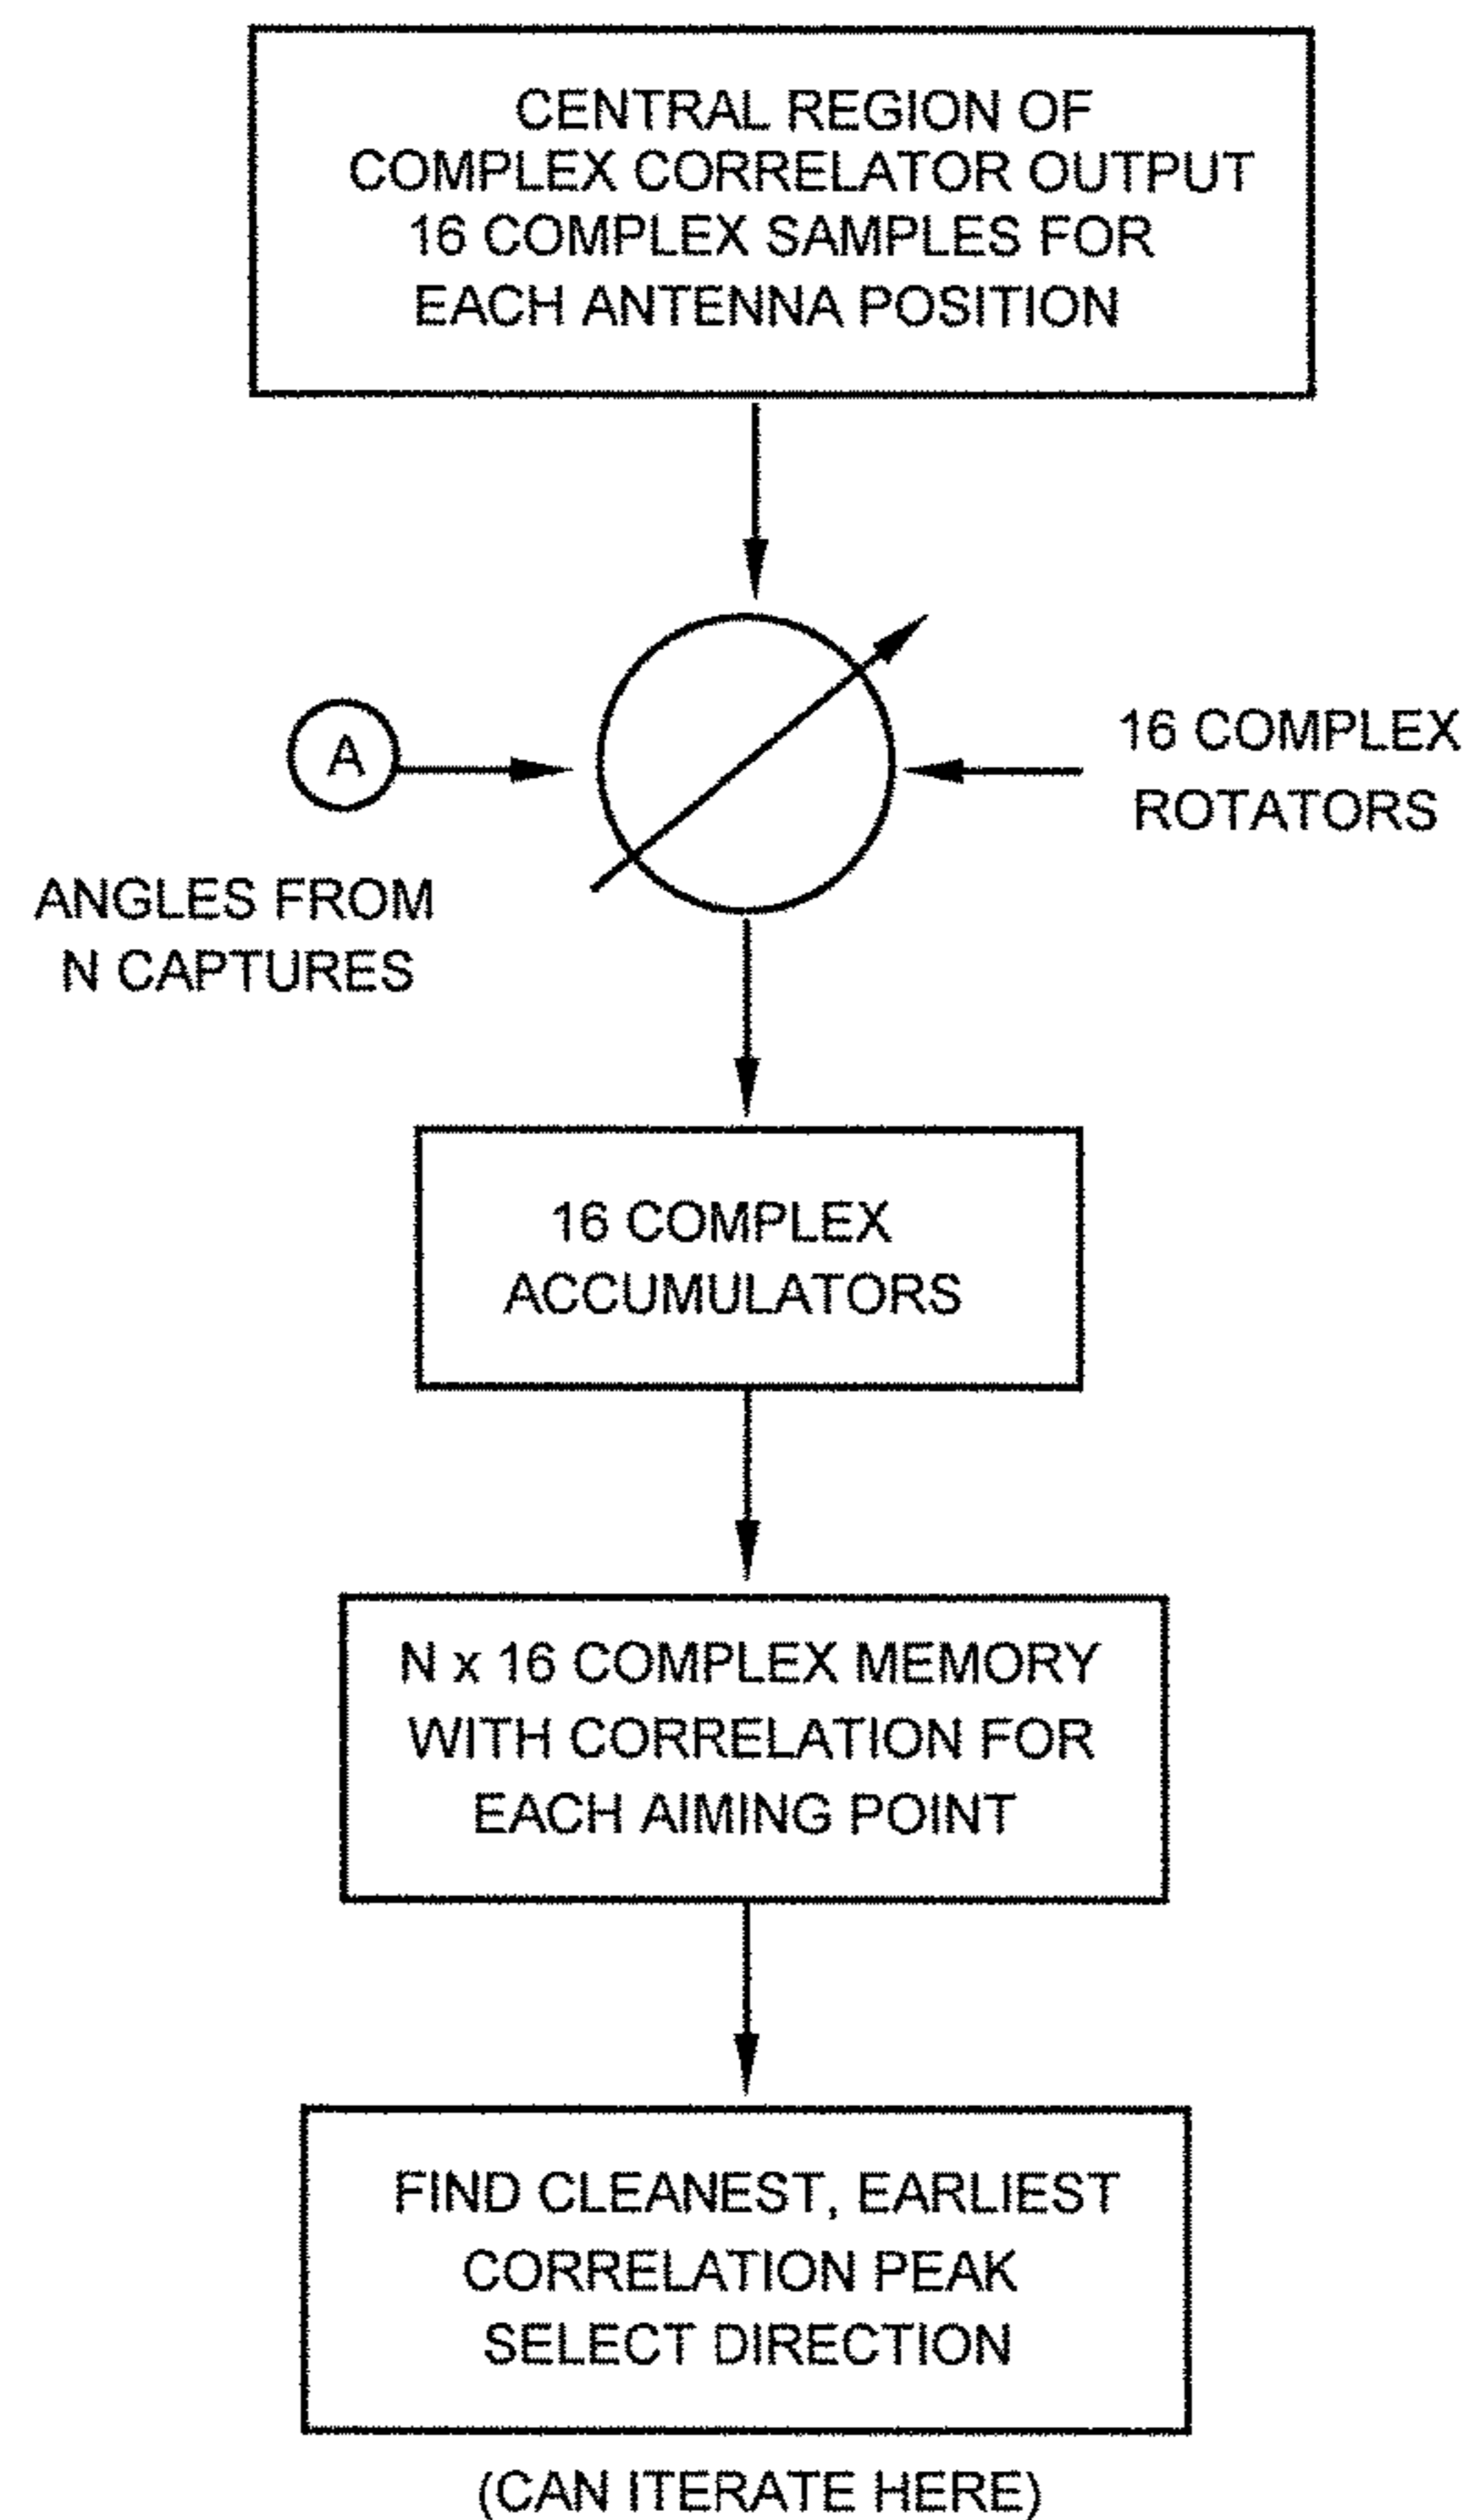 CENTRAL REGION OF
COMPLEX CORRELATOR OUTPUT
16 COMPLEX SAMPLES FOR
EACH ANTENNA POSITION
A
16 COMPLEX
ROTATORS
ANGLES FROM
N CAPTURES
16 COMPLEX
ACCUMULATORS
N x 16 COMPLEX MEMORY
WITH CORRELATION FOR
EACH AIMING POINT
FIND CLEANEST, EARLIEST
CORRELATION PEAK
SELECT DIRECTION
(CAN ITERATE HERE)